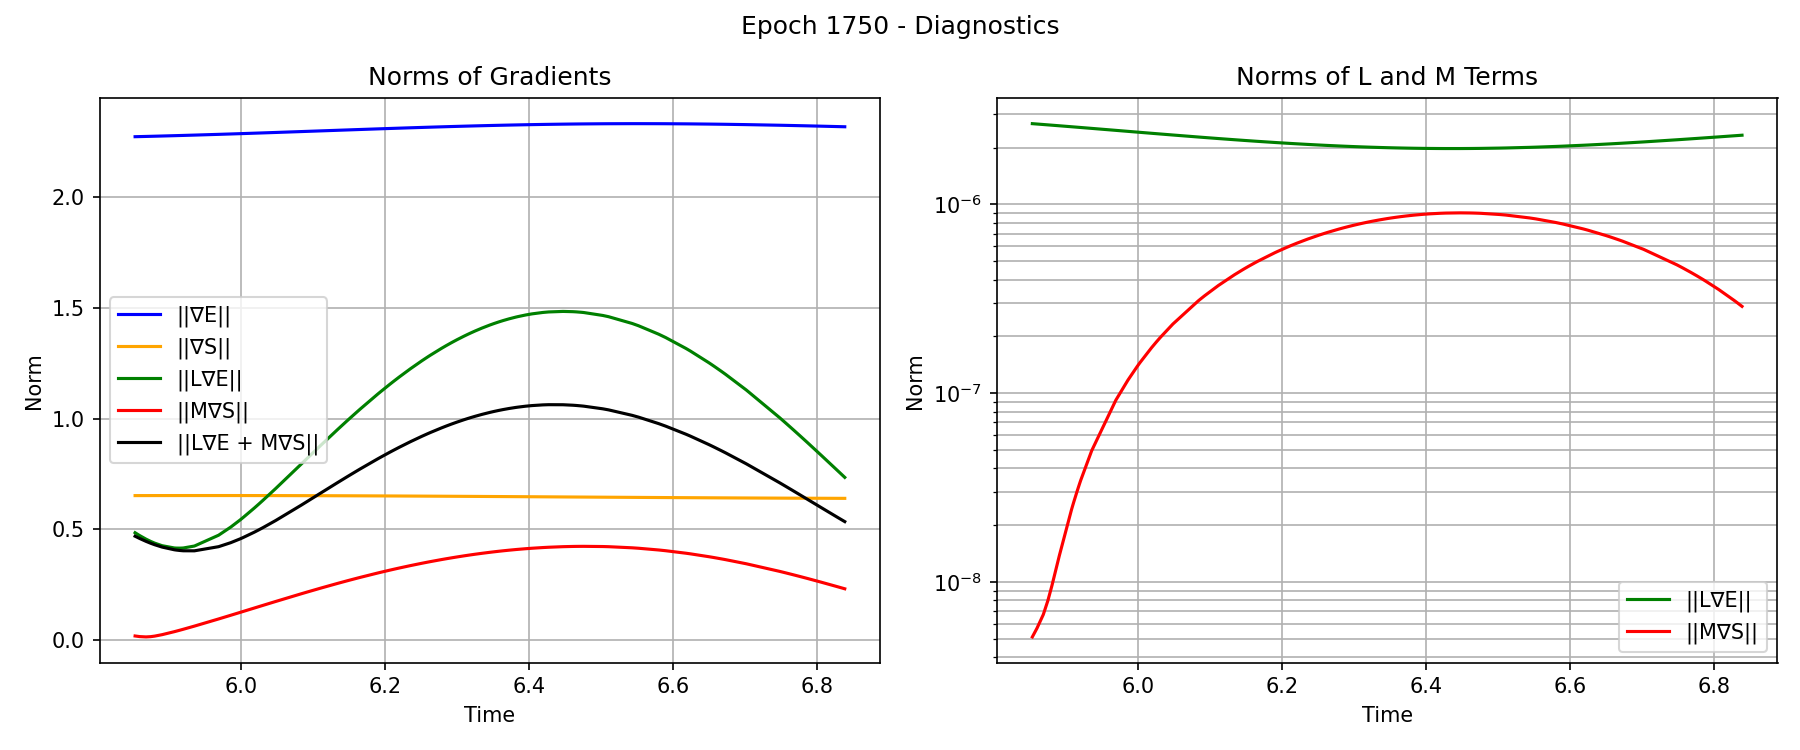 Epoch 1750 - Diagnostics
Norms of Gradients
Norm
2.0
1.5
1.0
0.5
0.0
||∇E||
||∇S||
||L∇E||
||M∇S||
||L∇E + M∇S||
6.0 6.2 6.4 6.6 6.8
Time
Norms of L and M Terms
Norm
10⁻⁶
10⁻⁷
10⁻⁸
||L∇E||
||M∇S||
6.0 6.2 6.4 6.6 6.8
Time